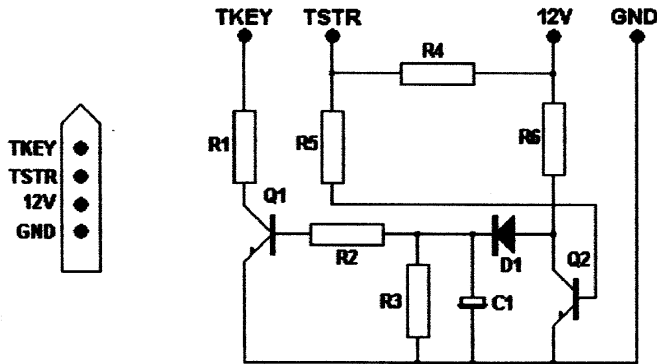 TKEY TSTR 12V GND
R4
R1 R5 R6
TKEY
TSTR
12V
GND
Q1
R2 D1 Q2
R3 C1